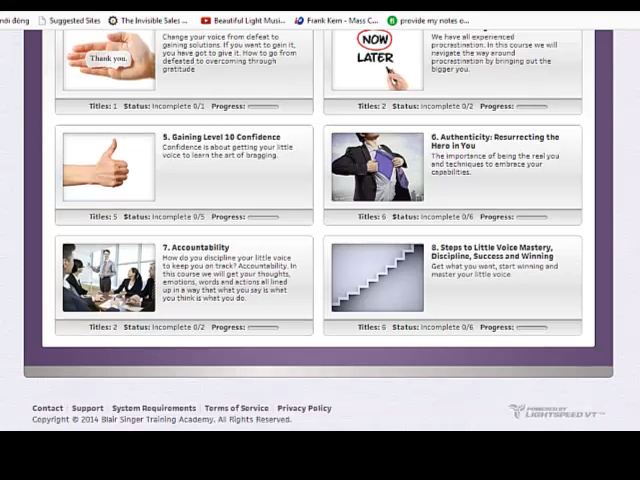 mới đóng Suggested Sites The Invisible Sales ... Beautiful Light Musi... Frank Kern - Mass C... provide my notes o...
Thank you.
Change your voice from defeat to
gaining solutions. If you want to gain it,
you have got to give it. How to go from
defeated to overcoming through
gratitude
Titles: 1 Status: Incomplete 0/1 Progress:
NOW
LATER
We have all experienced
procrastination. In this course we will
navigate the way around
procrastination by bringing out the
bigger you.
Titles: 2 Status: Incomplete 0/2 Progress:
5. Gaining Level 10 Confidence
Confidence is about getting your little
voice to learn the art of bragging.
Titles: 5 Status: Incomplete 0/5 Progress:
6. Authenticity: Resurrecting the
Hero in You
The importance of being the real you
and techniques to embrace your
capabilities.
Titles: 6 Status: Incomplete 0/6 Progress:
7. Accountability
How do you discipline your little voice
to keep you on track? Accountability. In
this course we will get your thoughts,
emotions, words and actions all lined
up in a way that what you say is what
you think is what you do.
Titles: 2 Status: Incomplete 0/2 Progress:
8. Steps to Little Voice Mastery,
Discipline, Success and Winning
Get what you want, start winning and
master your little voice
Titles: 6 Status: Incomplete 0/6 Progress:
Contact | Support | System Requirements | Terms of Service | Privacy Policy
Copyright © 2014 Blair Singer Training Academy. All Rights Reserved.
POWERED BY
LIGHTSPEED VT